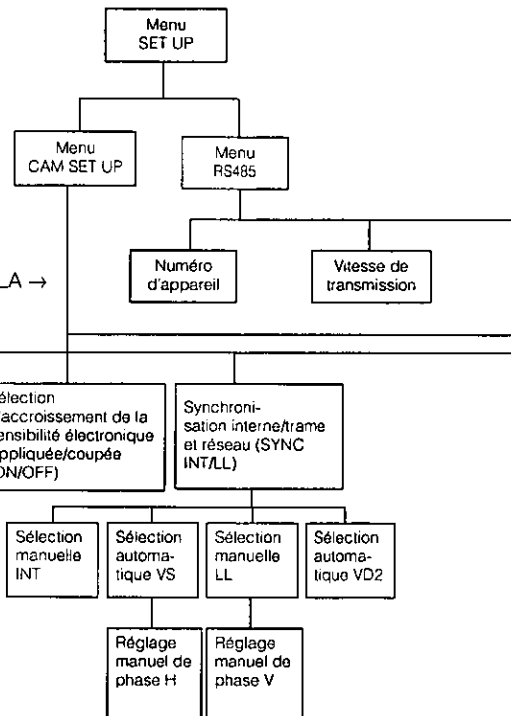 Menu
SET UP
Menu
CAM SET UP
Menu
RS485
Numéro
d'appareil
Vitesse de
transmission
_A →
élection
'accroissement de la
ensibilité électronique
ppliquée/coupée
ON/OFF)
Synchroni-
sation interne/trame
et réseau (SYNC
INT/LL)
Sélection
manuelle
INT
Sélection
automa-
tique VS
Sélection
manuelle
LL
Sélection
automa-
tique VD2
Réglage
manuel de
phase H
Réglage
manuel de
phase V